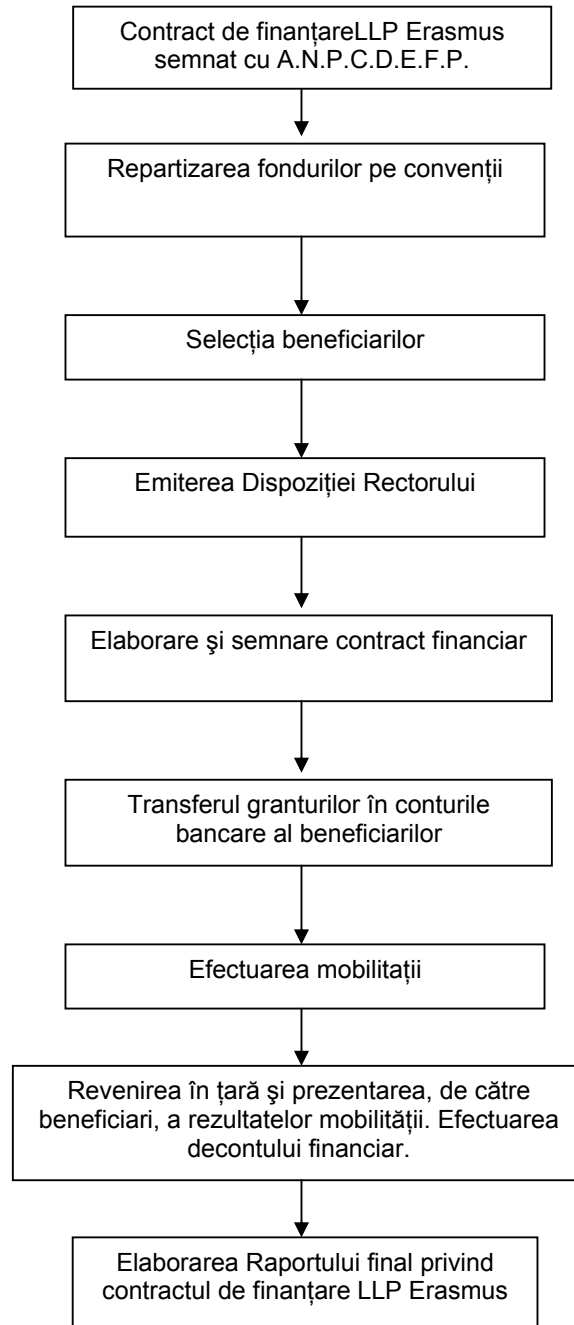 Contract de finanțareLLP Erasmus
semnat cu A.N.P.C.D.E.F.P.
Repartizarea fondurilor pe convenții
Selecția beneficiarilor
Emiterea Dispoziției Rectorului
Elaborare şi semnare contract financiar
Transferul granturilor în conturile
bancare al beneficiarilor
Efectuarea mobilitații
Revenirea în țară şi prezentarea, de către
beneficiari, a rezultatelor mobilității. Efectuarea
decontului financiar.
Elaborarea Raportului final privind
contractul de finanțare LLP Erasmus